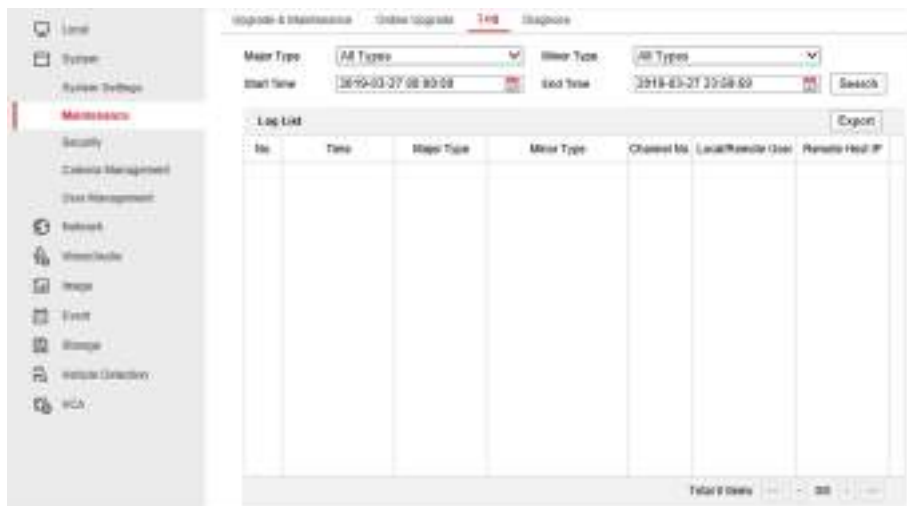 Local
System
System Settings
Maintenance
Security
Camera Management
User Management
Network
Video/Audio
Image
Event
Storage
Vehicle Detection
VCA
Upgrade & Maintenance Online Upgrade Log Diagnose
Major Type All Types Minor Type All Types
Start Time 2019-03-27 00:00:00 End Time 2019-03-27 23:59:59 Search
Log List Export
No. Time Major Type Minor Type Channel No. Local/Remote User Remote Host IP
Total 0 Items